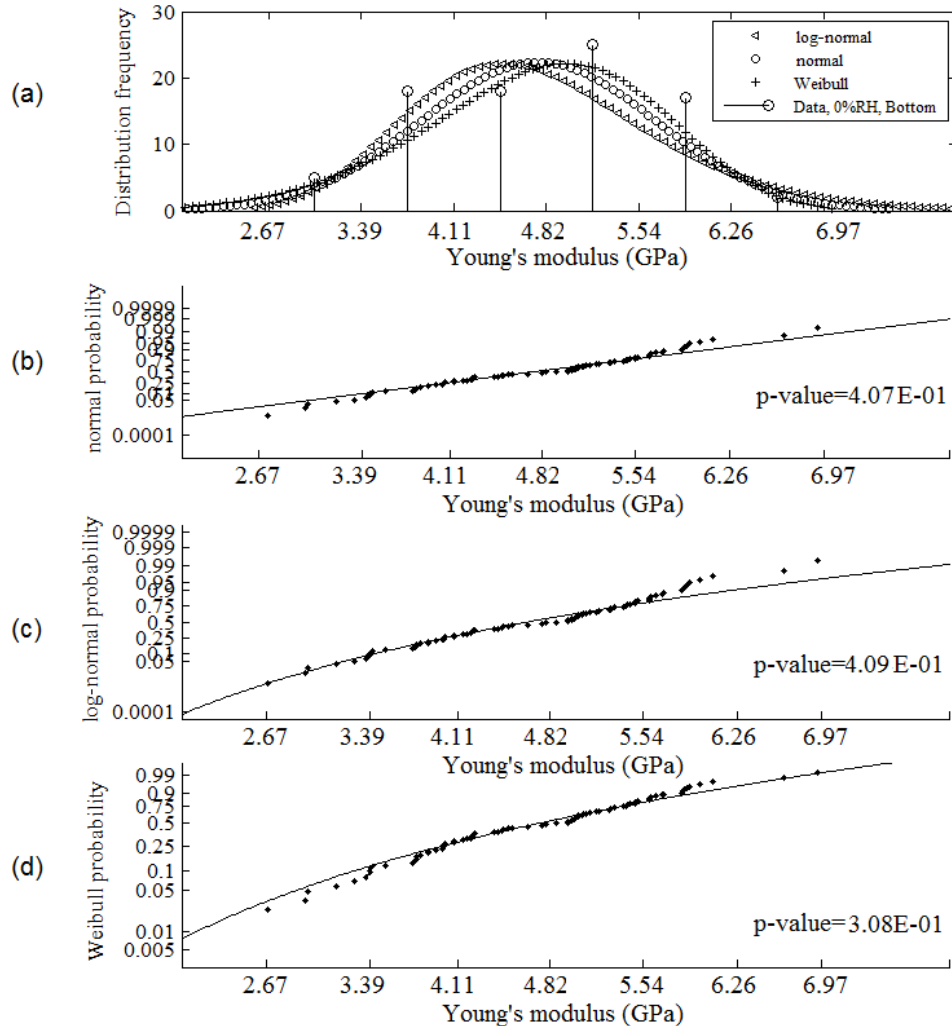 (a)
Distribution frequency
30
20
10
0
log-normal
normal
Weibull
Data, 0%RH, Bottom
2.67 3.39 4.11 4.82 5.54 6.26 6.97
Young's modulus (GPa)
(b)
normal probability
0.9999
0.999
0.99
0.95
0.9
0.75
0.5
0.25
0.1
0.05
0.0001
p-value=4.07E-01
2.67 3.39 4.11 4.82 5.54 6.26 6.97
Young's modulus (GPa)
(c)
log-normal probability
0.9999
0.999
0.99
0.95
0.9
0.75
0.5
0.25
0.1
0.05
0.0001
p-value=4.09E-01
2.67 3.39 4.11 4.82 5.54 6.26 6.97
Young's modulus (GPa)
(d)
Weibull probability
0.99
0.9
0.75
0.5
0.25
0.1
0.05
0.01
0.005
p-value=3.08E-01
2.67 3.39 4.11 4.82 5.54 6.26 6.97
Young's modulus (GPa)